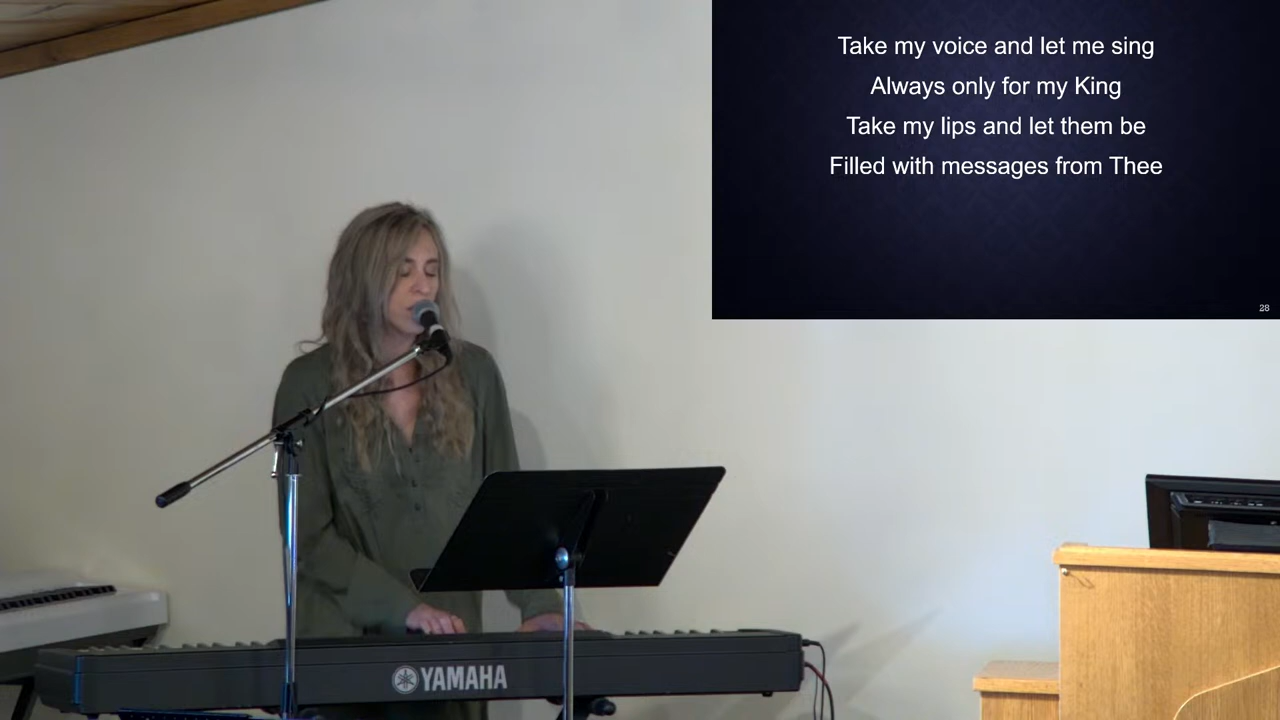 Take my voice and let me sing
Always only for my King
Take my lips and let them be
Filled with messages from Thee
28
YAMAHA